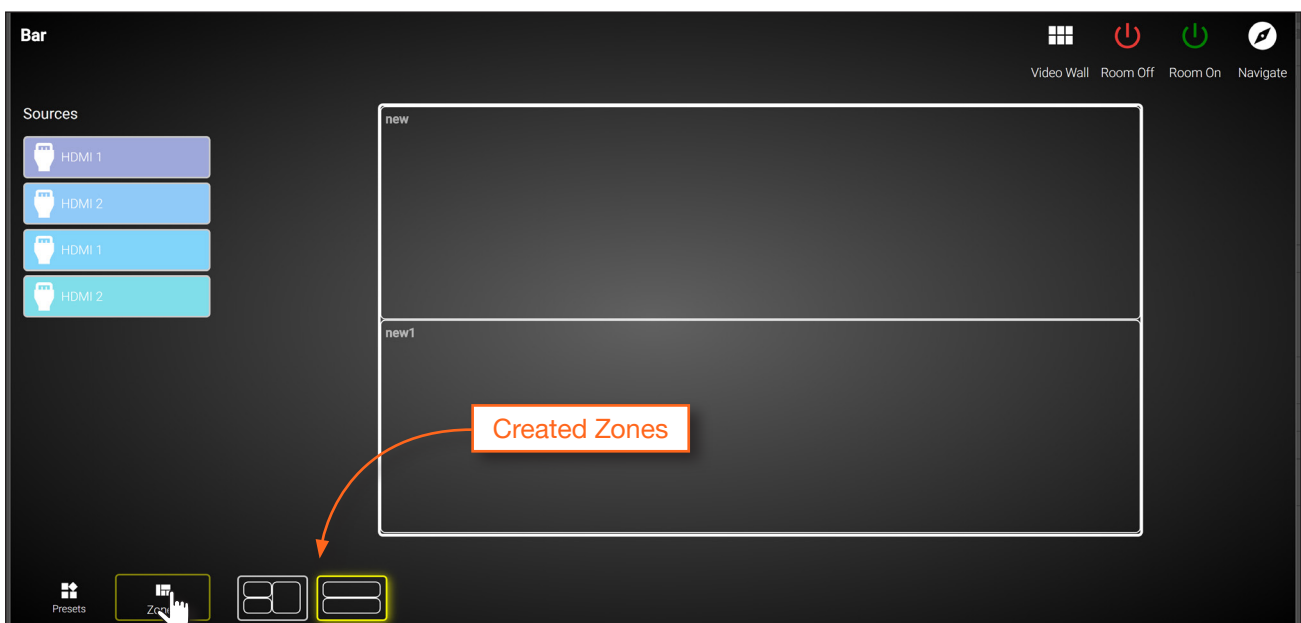 Bar
Video Wall
Room Off
Room On
Navigate
Sources
HDMI 1
HDMI 2
HDMI 1
HDMI 2
new
new1
Created Zones
Presets